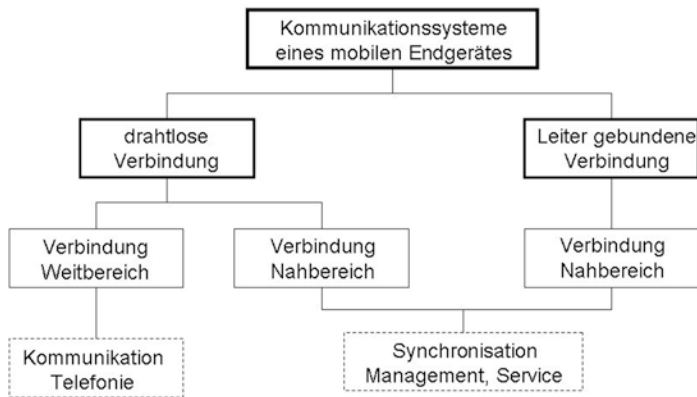 Kommunikationssysteme
eines mobilen Endgerätes
drahtlose
Verbindung
Leiter gebundene
Verbindung
Verbindung
Weitbereich
Verbindung
Nahbereich
Verbindung
Nahbereich
Kommunikation
Telefonie
Synchronisation
Management, Service